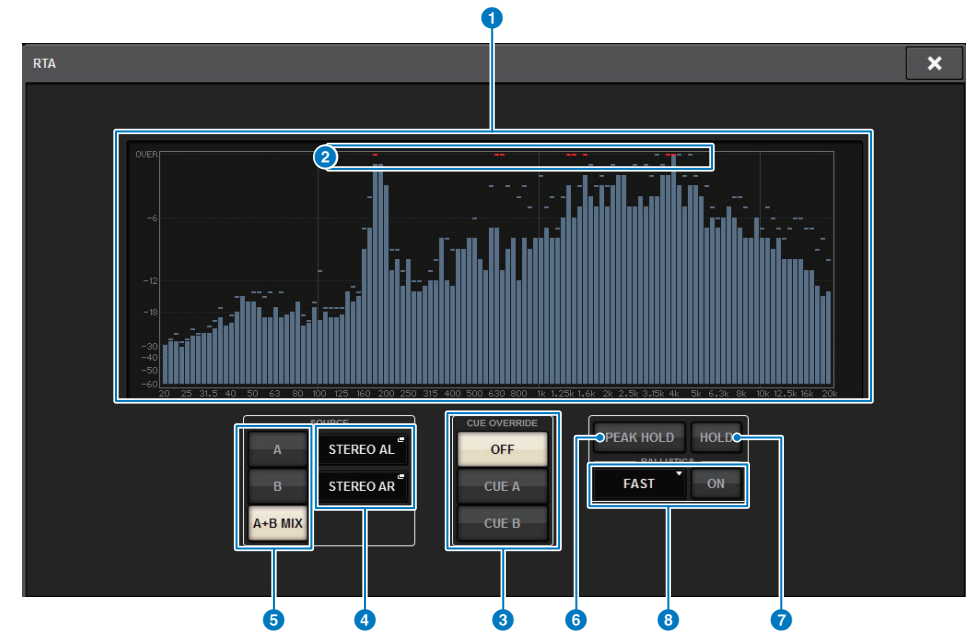 1
RTA
OVER
2
-6
-12
-18
-30
-40
-50
-60
20 25 31.5 40 50 63 80 100 125 160 200 250 315 400 500 630 800 1k 1.25k 1.6k 2k 2.5k 3.15k 4k 5k 6.3k 8k 10k 12.5k 16k 20k
SOURCE
A
STEREO AL
B
STEREO AR
A+B MIX
CUE OVERRIDE
OFF
CUE A
CUE B
PEAK HOLD
HOLD
BALLISTICS
FAST
ON
5
4
3
6
8
7